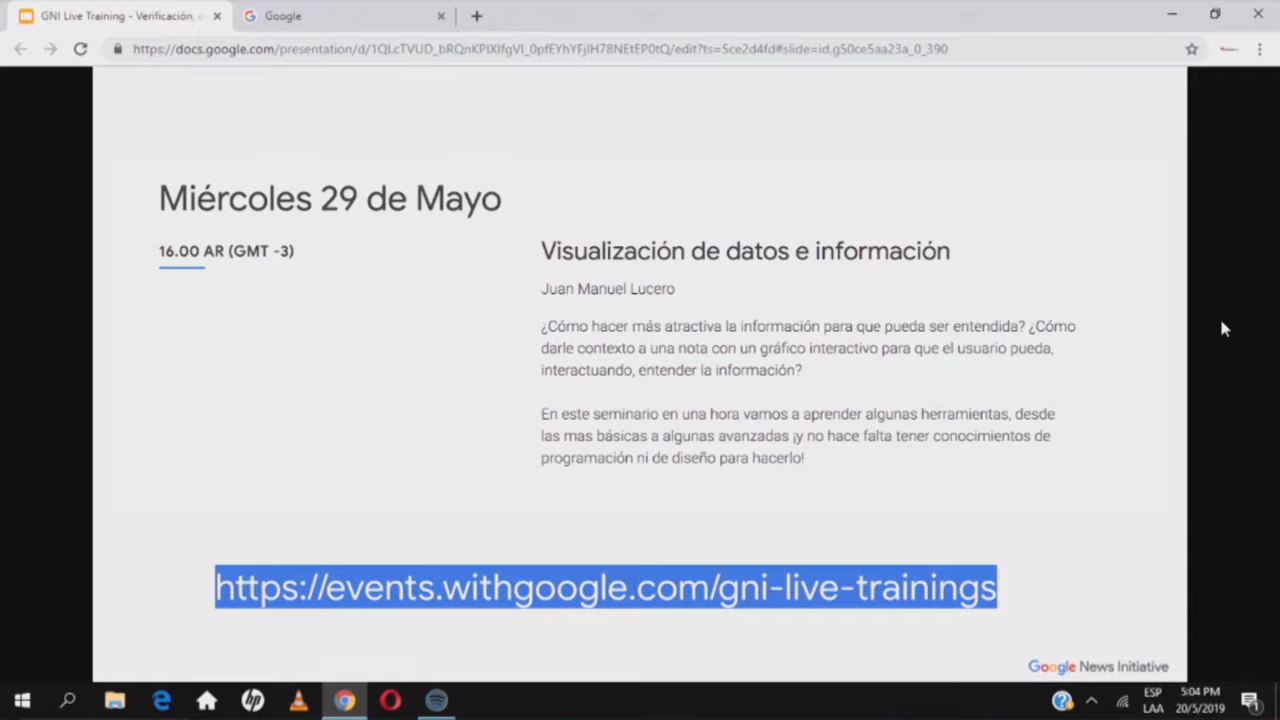 GNI Live Training - Verificación,
Google
https://docs.google.com/presentation/d/1QLcTVUD_bRQnKPIXIfgVI_0pfEYhYFjIH78NEtEP0tQ/edit?ts=5ce2d4fd#slide=id.g50ce5aa23a_0_390
Miércoles 29 de Mayo
16.00 AR (GMT -3)
Visualización de datos e información
Juan Manuel Lucero
¿Cómo hacer más atractiva la información para que pueda ser entendida? ¿Cómo
darle contexto a una nota con un gráfico interactivo para que el usuario pueda,
interactuando, entender la información?
En este seminario en una hora vamos a aprender algunas herramientas, desde
las mas básicas a algunas avanzadas ¡y no hace falta tener conocimientos de
programación ni de diseño para hacerlo!
https://events.withgoogle.com/gni-live-trainings
Google News Initiative
hp
ESP
LAA
5:04 PM
20/5/2019